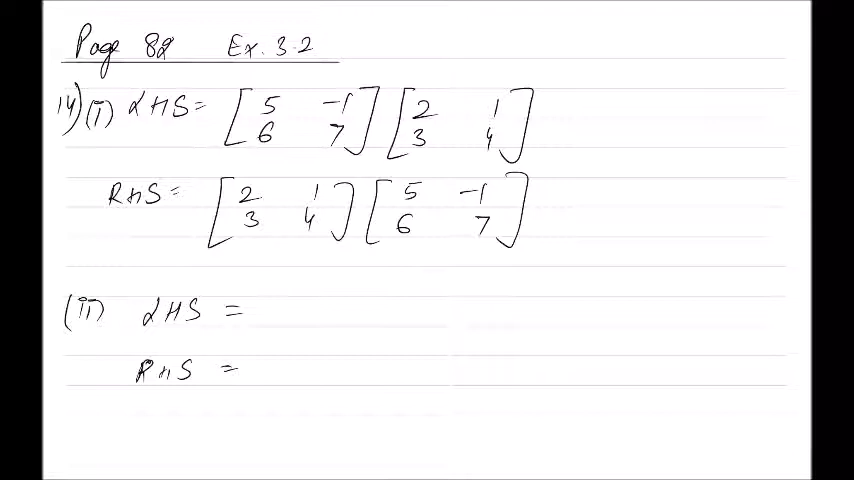 Page 82 Ex. 3.2
14) (i) LHS = [ 5 -1 ] [ 2 1 ]
[ 6 7 ] [ 3 4 ]
RHS = [ 2 1 ] [ 5 -1 ]
[ 3 4 ] [ 6 7 ]
(ii) LHS =
RHS =